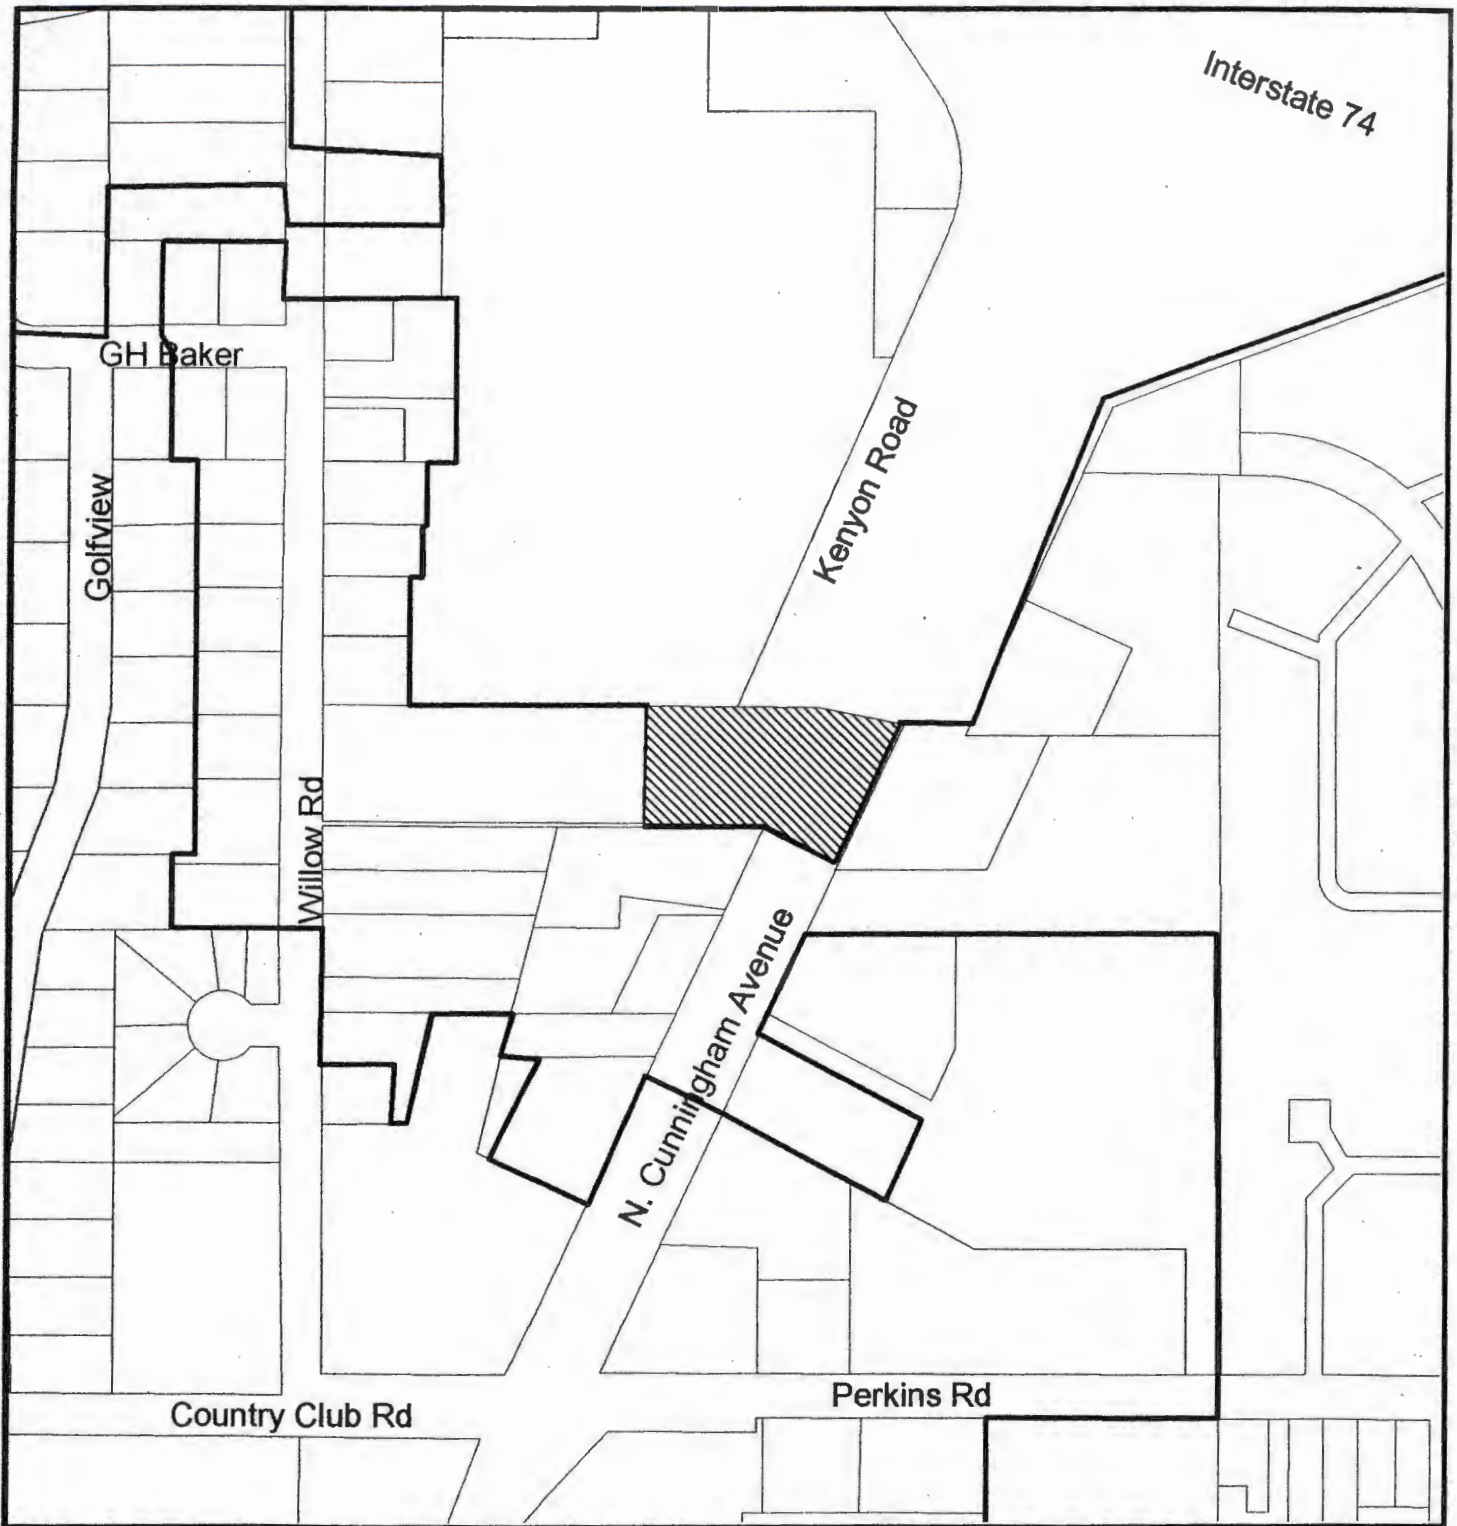 Interstate 74
GH Baker
Kenyon Road
Golfview
Willow Rd
N. Cunningham Avenue
Perkins Rd
Country Club Rd